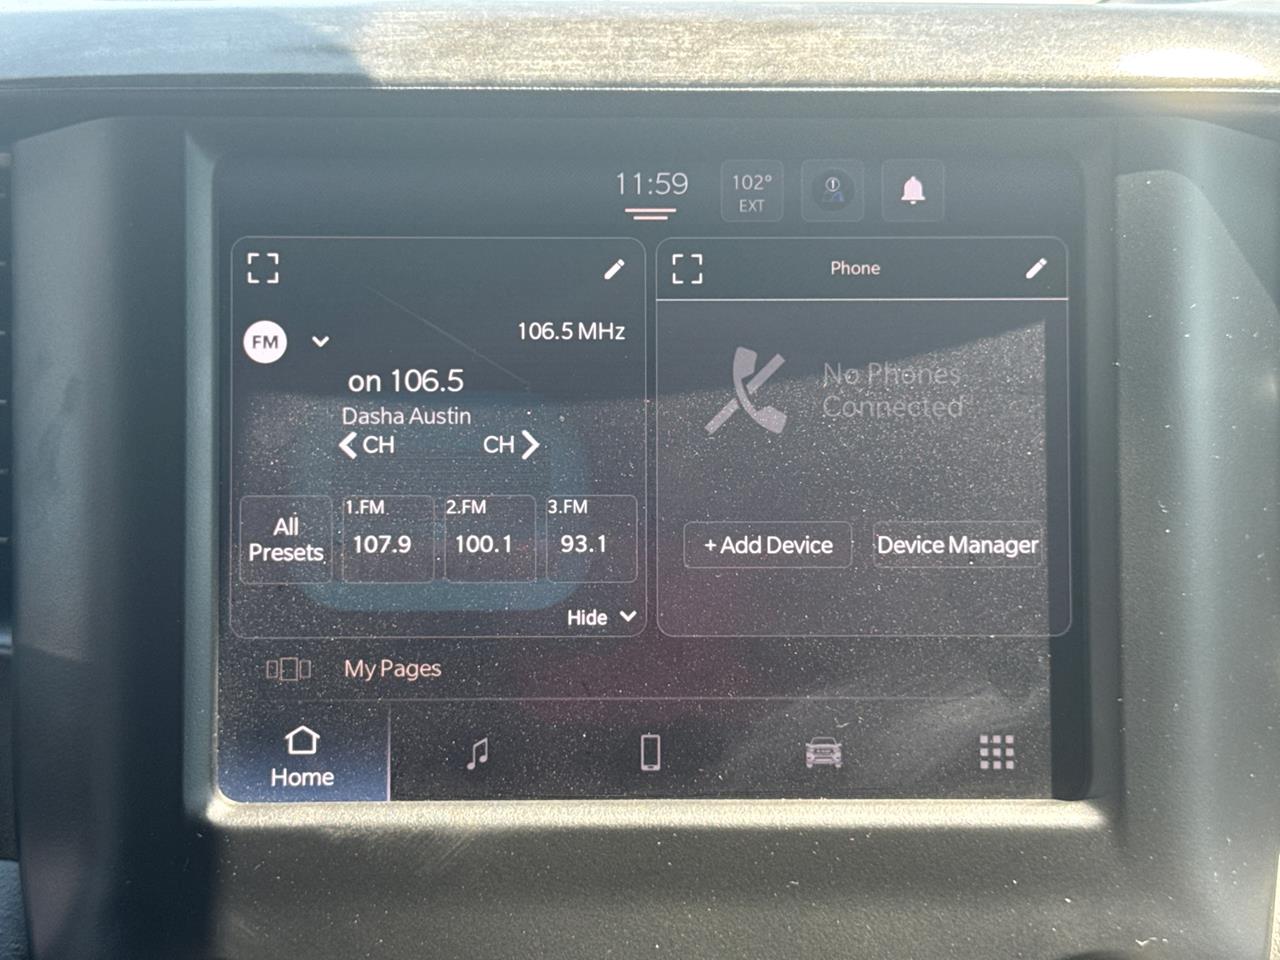 11:59
102°
EXT
106.5 MHz
FM
on 106.5
Dasha Austin
CH
CH
All
Presets
1.FM
107.9
2.FM
100.1
3.FM
93.1
Hide
Phone
No Phones
Connected
+ Add Device
Device Manager
My Pages
Home